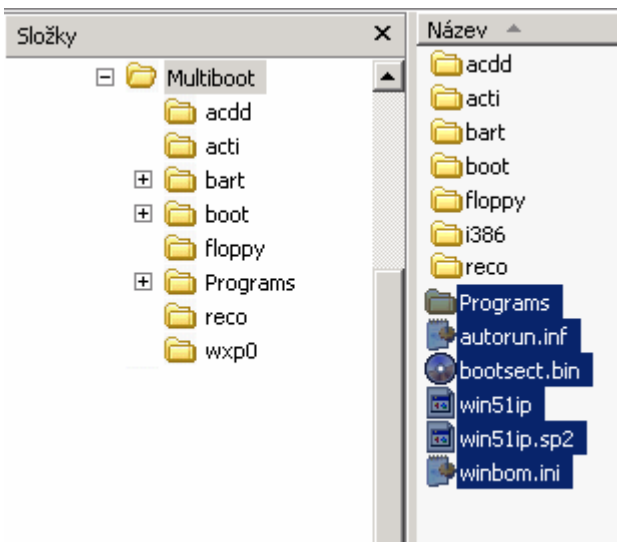 Složky
Multiboot
acdd
acti
bart
boot
floppy
Programs
reco
wxp0
Název
acdd
acti
bart
boot
floppy
i386
reco
Programs
autorun.inf
bootsect.bin
win51ip
win51ip.sp2
winbom.ini